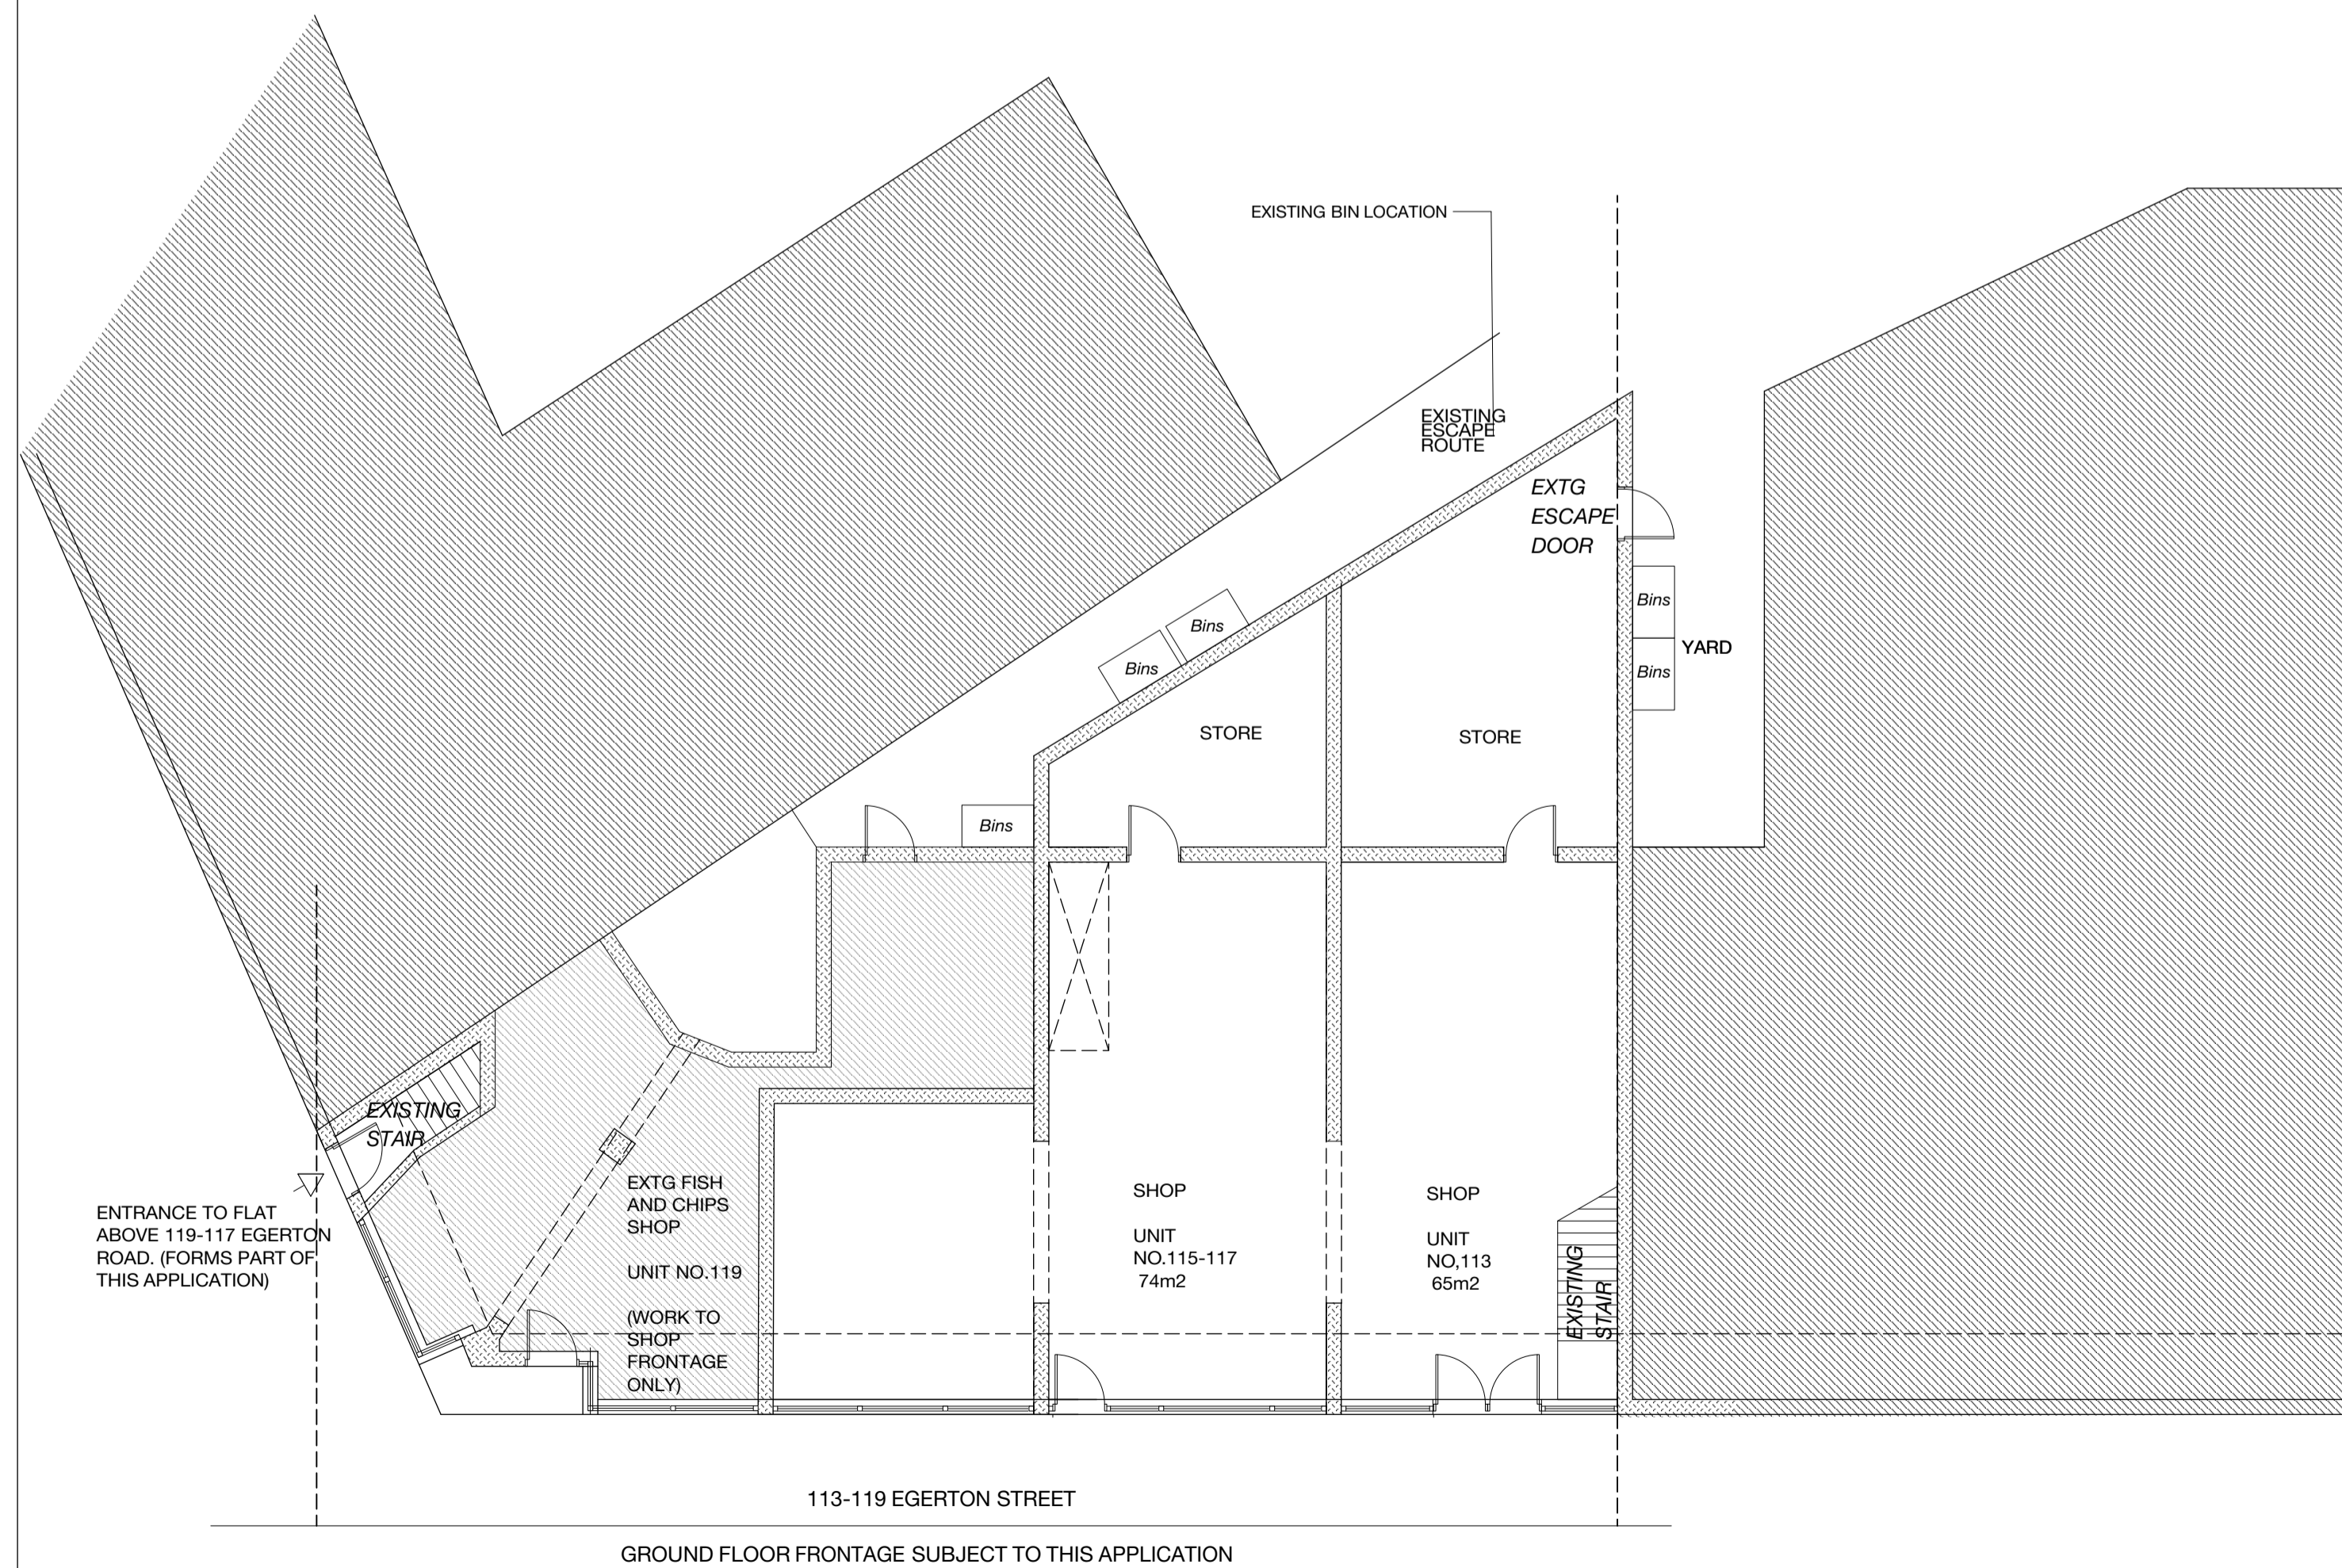 EXISTING BIN LOCATION
EXISTING
ESCAPE
ROUTE
EXTG
ESCAPE
DOOR
Bins
Bins
YARD
Bins
Bins
STORE
STORE
Bins
EXISTING
STAIR
ENTRANCE TO FLAT
ABOVE 119-117 EGERTON
ROAD. (FORMS PART OF
THIS APPLICATION)
EXTG FISH
AND CHIPS
SHOP
UNIT NO.119
(WORK TO
SHOP
FRONTAGE
ONLY)
SHOP
UNIT
NO.115-117
74m2
SHOP
UNIT
NO,113
65m2
EXISTING
STAIR
113-119 EGERTON STREET
GROUND FLOOR FRONTAGE SUBJECT TO THIS APPLICATION